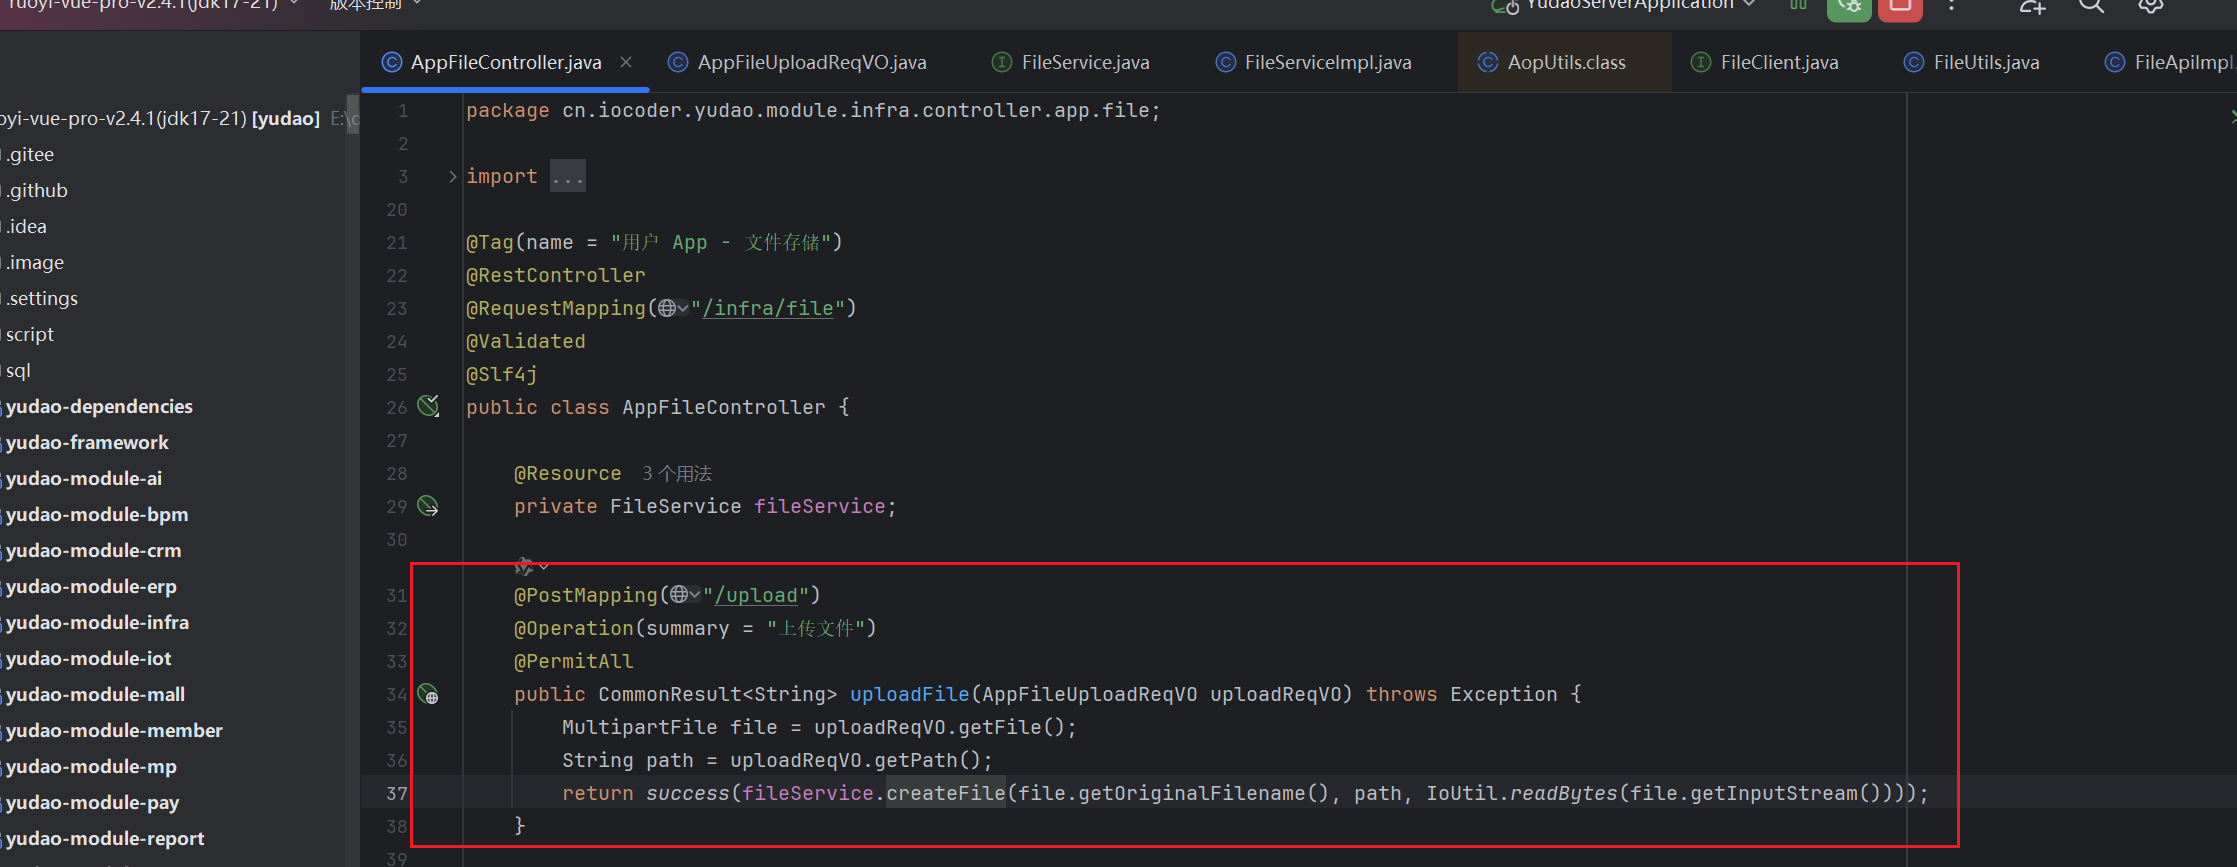 ruoyi-vue-pro-v2.4.1(jdk17-21)
版本控制
YudaoServerApplication
AppFileController.java
AppFileUploadReqVO.java
FileService.java
FileServiceImpl.java
AopUtils.class
FileClient.java
FileUtils.java
FileApiImpl.
oyi-vue-pro-v2.4.1(jdk17-21) [yudao] E:\
.gitee
.github
.idea
.image
.settings
script
sql
yudao-dependencies
yudao-framework
yudao-module-ai
yudao-module-bpm
yudao-module-crm
yudao-module-erp
yudao-module-infra
yudao-module-iot
yudao-module-mall
yudao-module-member
yudao-module-mp
yudao-module-pay
yudao-module-report
1 package cn.iocoder.yudao.module.infra.controller.app.file;
2
3 import ...
20
21 @Tag(name = "用户 App - 文件存储")
22 @RestController
23 @RequestMapping("/infra/file")
24 @Validated
25 @Slf4j
26 public class AppFileController {
27
28 @Resource 3 个用法
29 private FileService fileService;
30
31 @PostMapping("/upload")
32 @Operation(summary = "上传文件")
33 @PermitAll
34 public CommonResult<String> uploadFile(AppFileUploadReqVO uploadReqVO) throws Exception {
35 MultipartFile file = uploadReqVO.getFile();
36 String path = uploadReqVO.getPath();
37 return success(fileService.createFile(file.getOriginalFilename(), path, IoUtil.readBytes(file.getInputStream())));
38 }
39